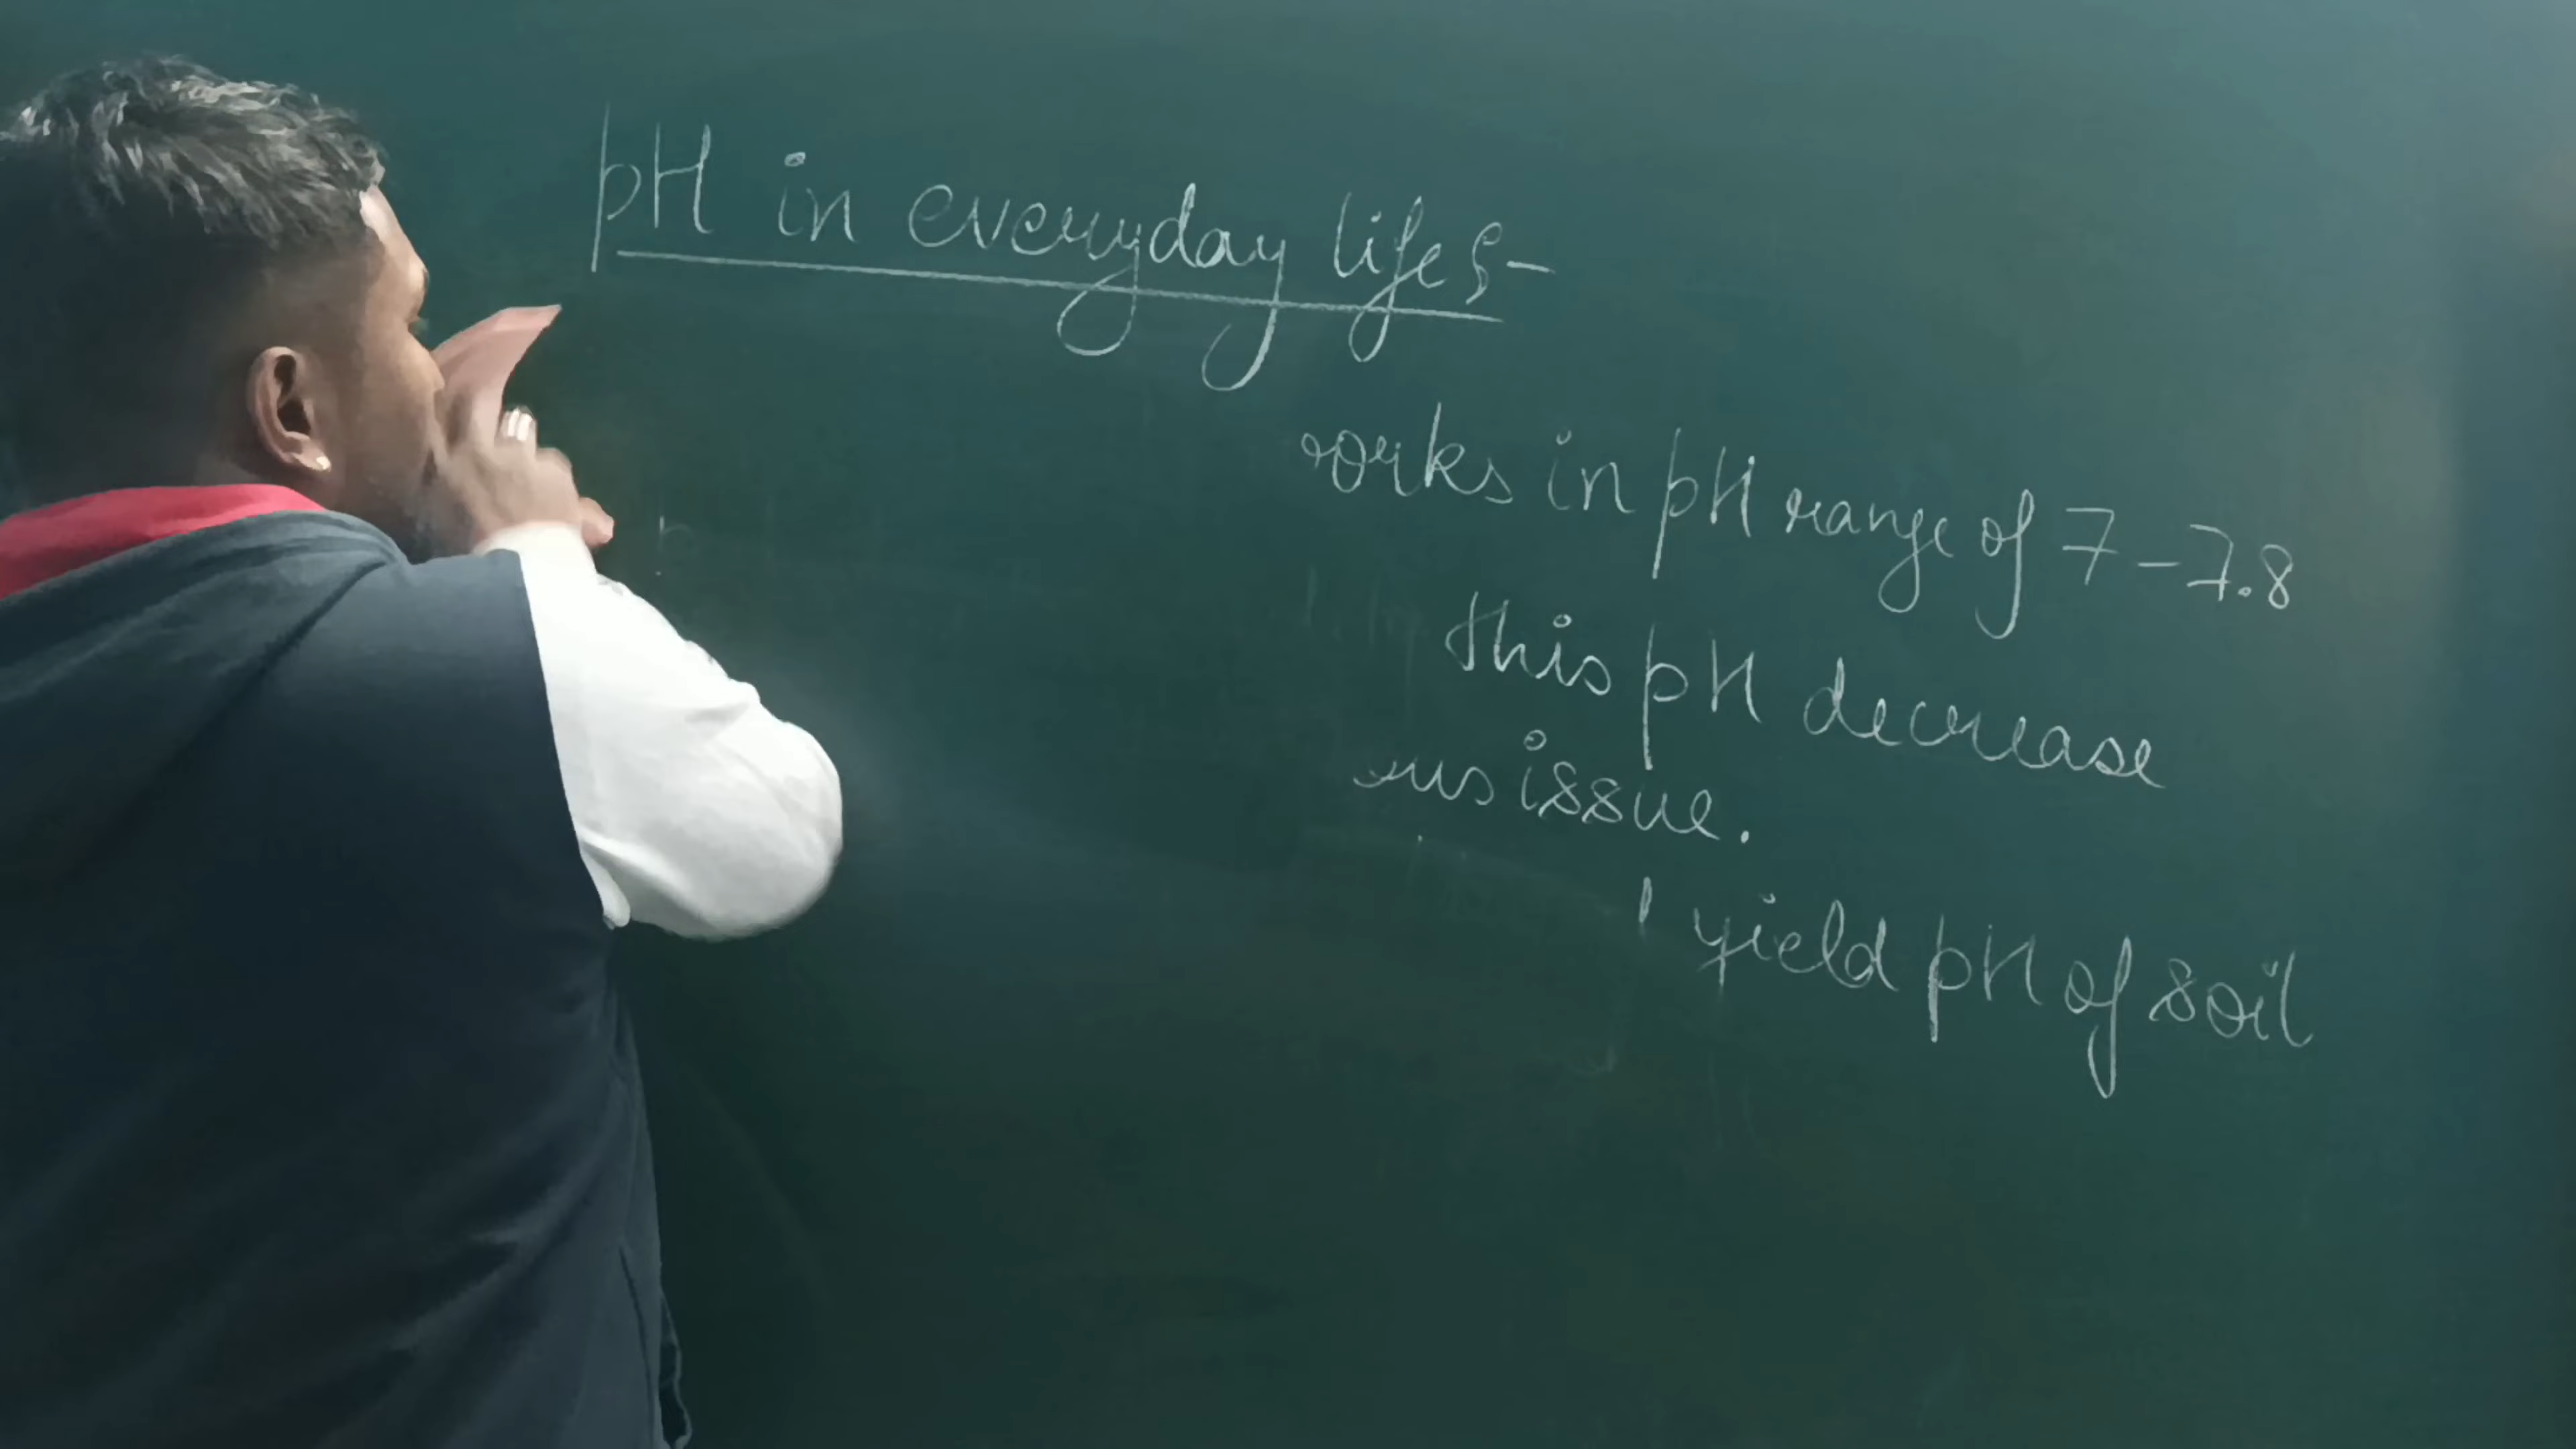 pH in everyday life:-
orks in pH range of 7-7.8
this pH decrease
us issue.
yield pH of soil